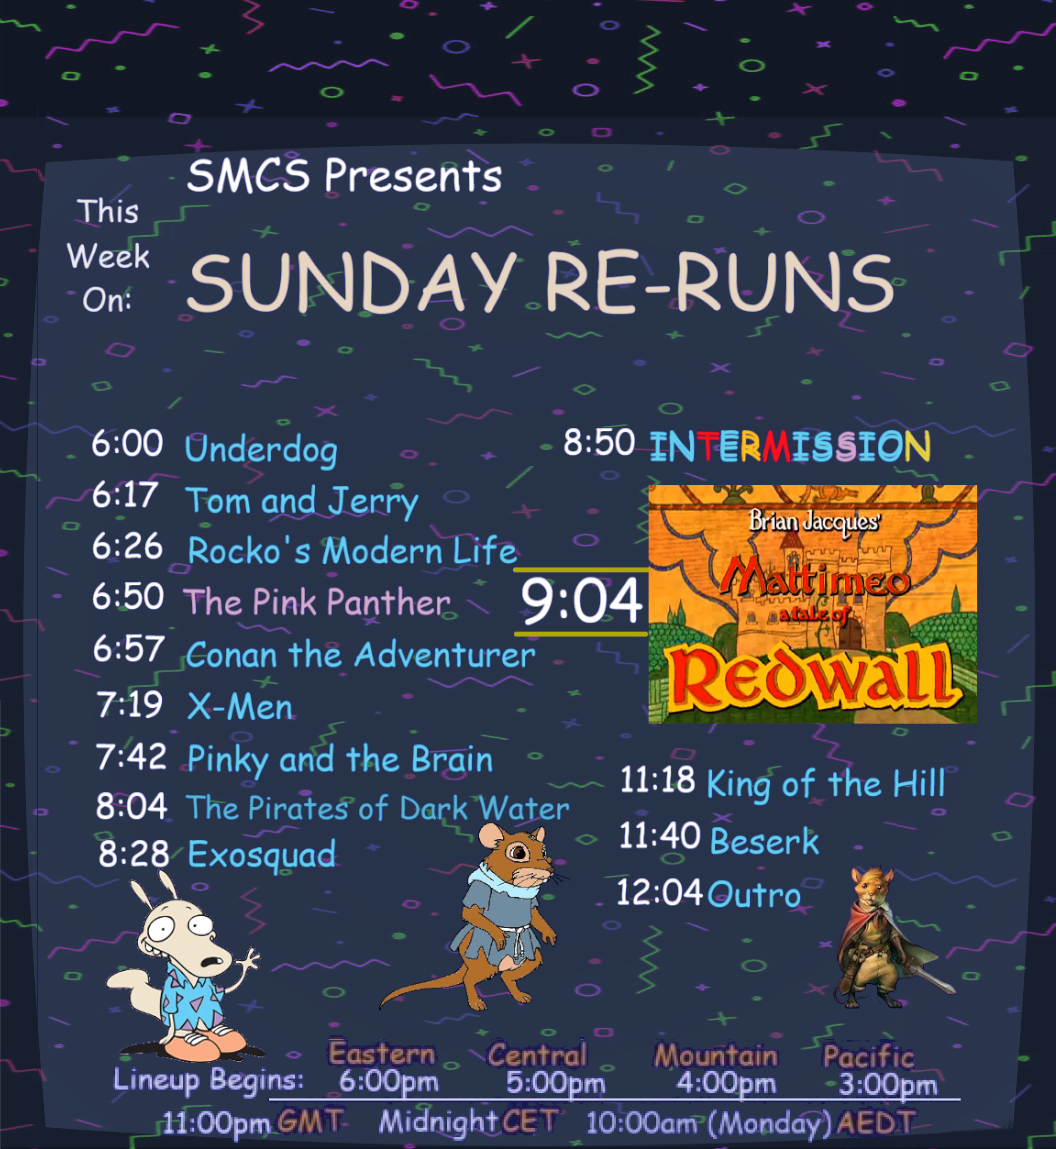 SMCS Presents
This
Week
On:
SUNDAY RE-RUNS
6:00 Underdog
6:17 Tom and Jerry
6:26 Rocko's Modern Life
6:50 The Pink Panther
6:57 Conan the Adventurer
7:19 X-Men
7:42 Pinky and the Brain
8:04 The Pirates of Dark Water
8:28 Exosquad
8:50 INTERMISSION
9:04
Brian Jacques'
Mattimeo
a tale of
Redwall
11:18 King of the Hill
11:40 Beserk
12:04 Outro
Eastern Central Mountain Pacific
Lineup Begins: 6:00pm 5:00pm 4:00pm 3:00pm
11:00pm GMT Midnight CET 10:00am (Monday) AEDT